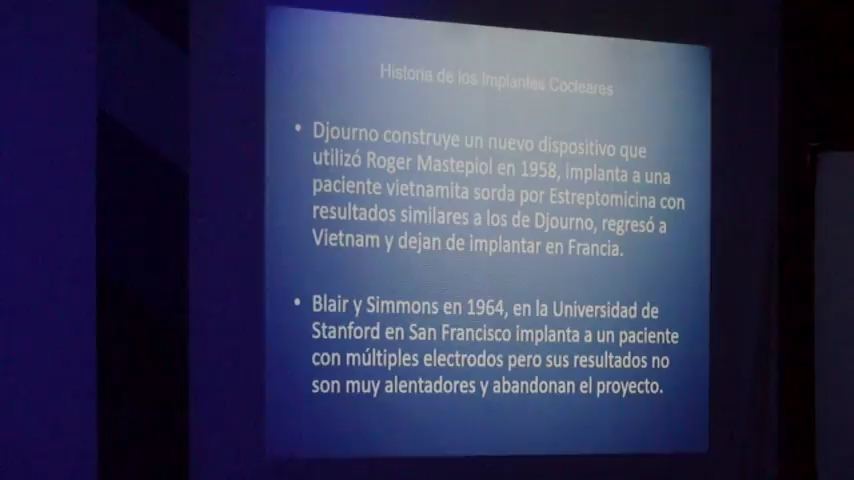 Historia de los Implantes Cocleares
• Djourno construye un nuevo dispositivo que
utilizó Roger Mastepiol en 1958, implanta a una
paciente vietnamita sorda por Estreptomicina con
resultados similares a los de Djourno, regresó a
Vietnam y dejan de implantar en Francia.
• Blair y Simmons en 1964, en la Universidad de
Stanford en San Francisco implanta a un paciente
con múltiples electrodos pero sus resultados no
son muy alentadores y abandonan el proyecto.